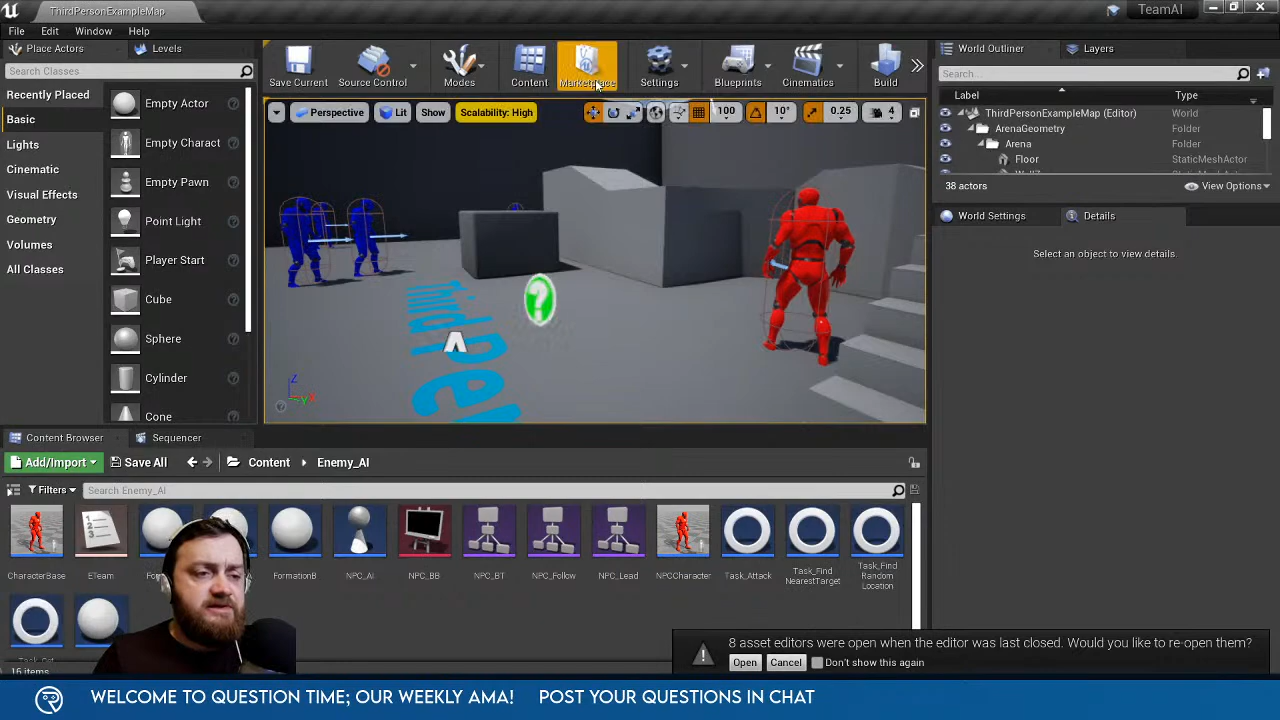 ThirdPersonExampleMap
TeamAI
File Edit Window Help
Place Actors Levels
Search Classes
Recently Placed
Basic
Lights
Cinematic
Visual Effects
Geometry
Volumes
All Classes
Empty Actor
Empty Charact
Empty Pawn
Point Light
Player Start
Cube
Sphere
Cylinder
Cone
Save Current
Source Control
Modes
Content
Marketplace
Settings
Blueprints
Cinematics
Build
Perspective
Lit
Show
Scalability: High
100
10°
0.25
4
Third Per
Z
X
Y
World Outliner Layers
Search...
Label Type
ThirdPersonExampleMap (Editor) World
ArenaGeometry Folder
Arena Folder
Floor StaticMeshActor
38 actors View Options
World Settings Details
Select an object to view details.
Content Browser Sequencer
Add/Import Save All Content Enemy_AI
Filters Search Enemy_AI
CharacterBase
ETeam
FormationB
NPC_AI
NPC_BB
NPC_BT
NPC_Follow
NPC_Lead
NPCCharacter
Task_Attack
Task_Find
NearestTarget
Task_Find
Random
Location
16 items
8 asset editors were open when the editor was last closed. Would you like to re-open them?
Open Cancel Don't show this again
WELCOME TO QUESTION TIME; OUR WEEKLY AMA! POST YOUR QUESTIONS IN CHAT